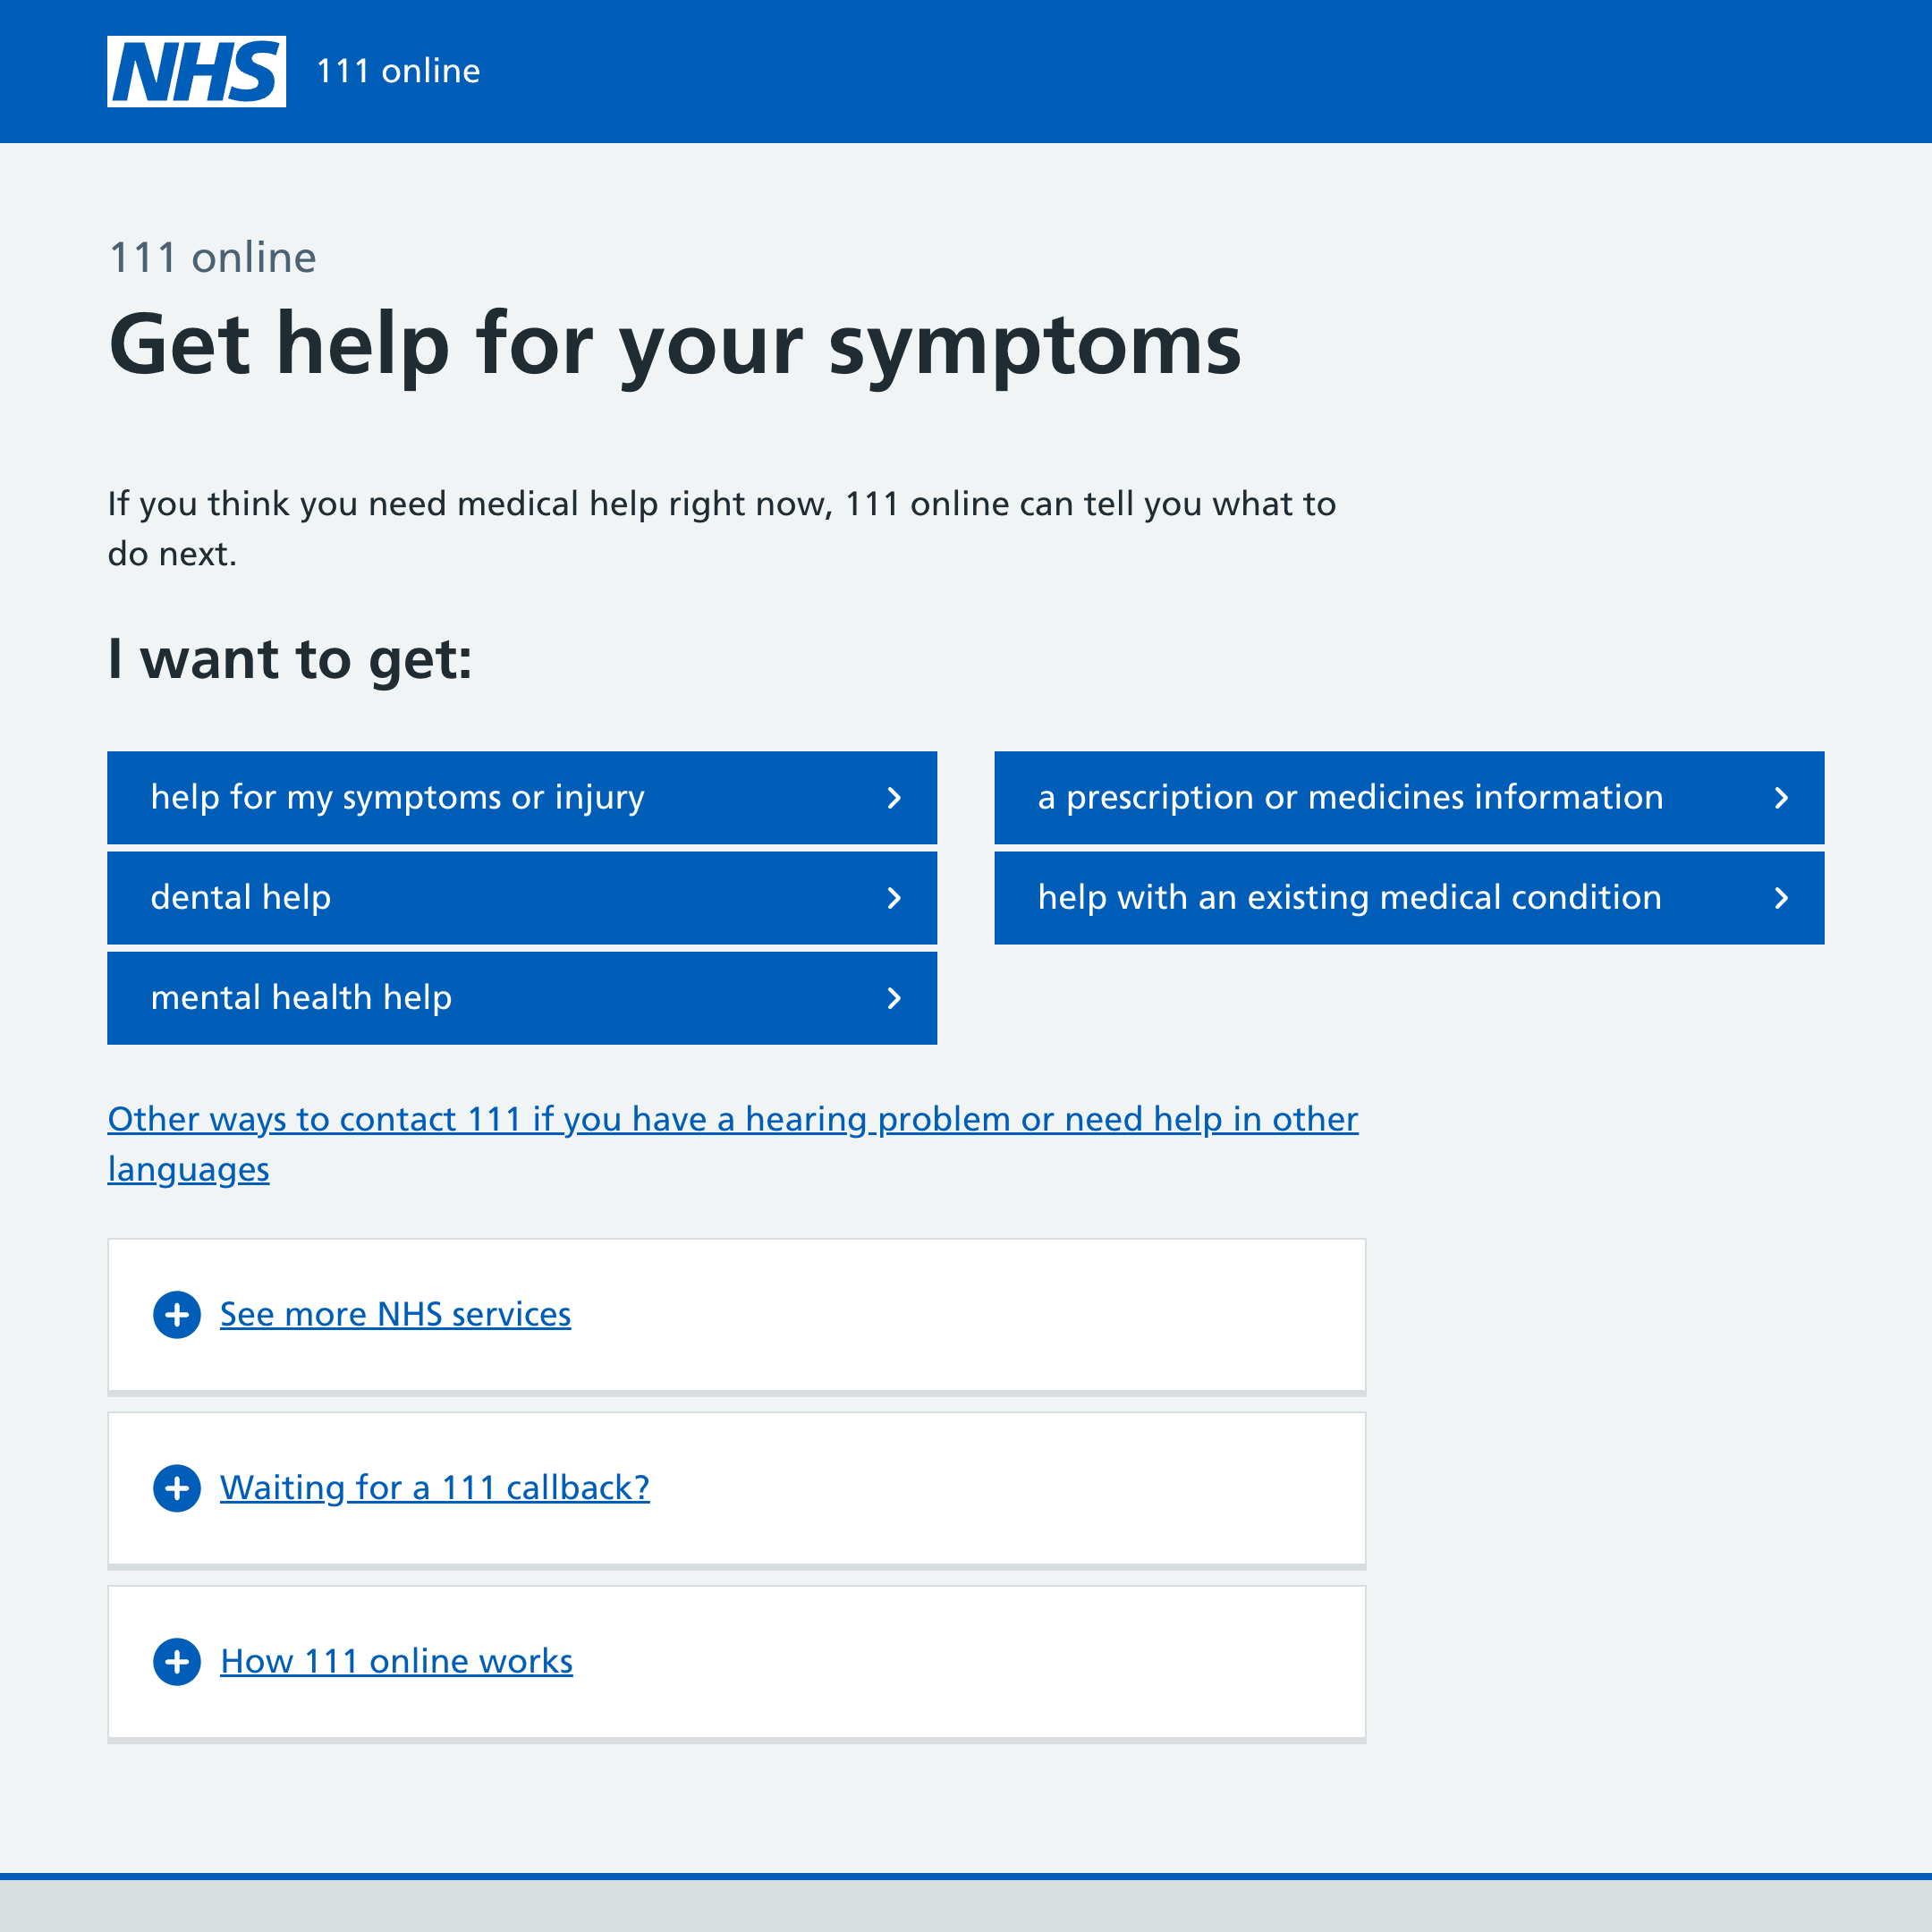 NHS 111 online
111 online
Get help for your symptoms
If you think you need medical help right now, 111 online can tell you what to
do next.
I want to get:
help for my symptoms or injury
dental help
mental health help
a prescription or medicines information
help with an existing medical condition
Other ways to contact 111 if you have a hearing problem or need help in other
languages
See more NHS services
Waiting for a 111 callback?
How 111 online works